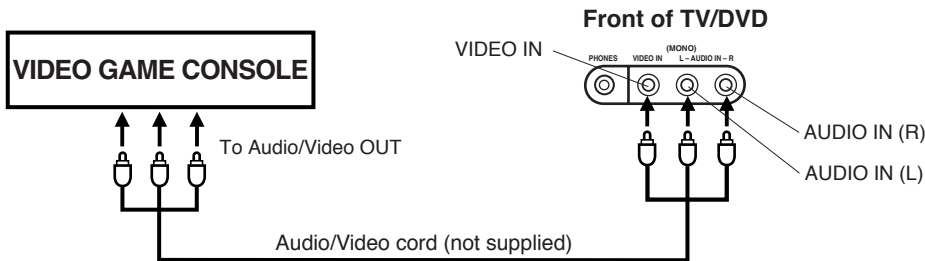 Front of TV/DVD
VIDEO GAME CONSOLE
VIDEO IN
(MONO)
PHONES VIDEO IN L – AUDIO IN – R
To Audio/Video OUT
AUDIO IN (R)
AUDIO IN (L)
Audio/Video cord (not supplied)